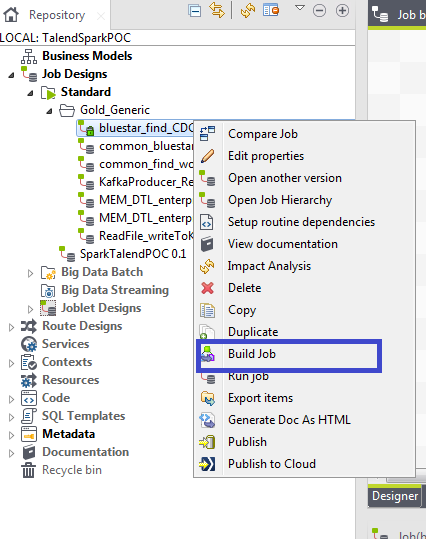 Repository
Job b
LOCAL: TalendSparkPOC
Business Models
Job Designs
Standard
Gold_Generic
bluestar_find_CDC
common_bluestar
common_find_wo
KafkaProducer_Re
MEM_DTL_enterp
MEM_DTL_enterp
ReadFile_writeToK
SparkTalendPOC 0.1
Big Data Batch
Big Data Streaming
Joblet Designs
Route Designs
Services
Contexts
Resources
Code
SQL Templates
Metadata
Documentation
Recycle bin
Compare Job
Edit properties
Open another version
Open Job Hierarchy
Setup routine dependencies
View documentation
Impact Analysis
Delete
Copy
Duplicate
Build Job
Run job
Export items
Generate Doc As HTML
Publish
Publish to Cloud
Designer
Job(b